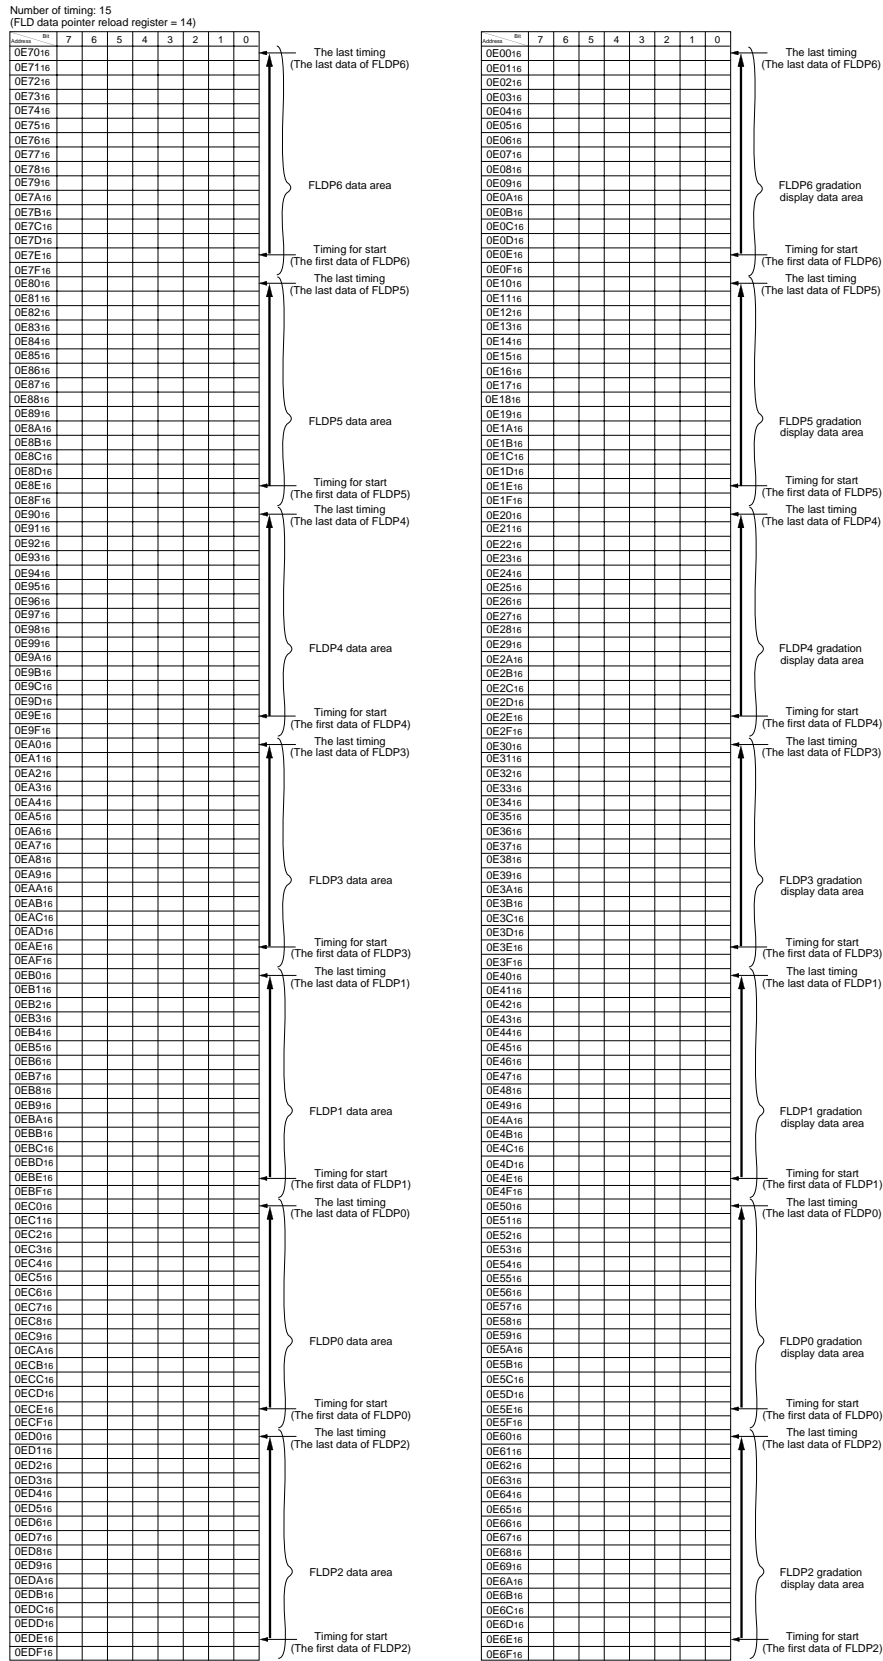 Number of timing: 15
(FLD data pointer reload register = 14)
Bit
Address
7 6 5 4 3 2 1 0
0E7016
0E7116
0E7216
0E7316
0E7416
0E7516
0E7616
0E7716
0E7816
0E7916
0E7A16
0E7B16
0E7C16
0E7D16
0E7E16
0E7F16
The last timing
(The last data of FLDP6)
FLDP6 data area
Timing for start
(The first data of FLDP6)
0E8016
0E8116
0E8216
0E8316
0E8416
0E8516
0E8616
0E8716
0E8816
0E8916
0E8A16
0E8B16
0E8C16
0E8D16
0E8E16
0E8F16
The last timing
(The last data of FLDP5)
FLDP5 data area
Timing for start
(The first data of FLDP5)
0E9016
0E9116
0E9216
0E9316
0E9416
0E9516
0E9616
0E9716
0E9816
0E9916
0E9A16
0E9B16
0E9C16
0E9D16
0E9E16
0E9F16
The last timing
(The last data of FLDP4)
FLDP4 data area
Timing for start
(The first data of FLDP4)
0EA016
0EA116
0EA216
0EA316
0EA416
0EA516
0EA616
0EA716
0EA816
0EA916
0EAA16
0EAB16
0EAC16
0EAD16
0EAE16
0EAF16
The last timing
(The last data of FLDP3)
FLDP3 data area
Timing for start
(The first data of FLDP3)
0EB016
0EB116
0EB216
0EB316
0EB416
0EB516
0EB616
0EB716
0EB816
0EB916
0EBA16
0EBB16
0EBC16
0EBD16
0EBE16
0EBF16
The last timing
(The last data of FLDP1)
FLDP1 data area
Timing for start
(The first data of FLDP1)
0EC016
0EC116
0EC216
0EC316
0EC416
0EC516
0EC616
0EC716
0EC816
0EC916
0ECA16
0ECB16
0ECC16
0ECD16
0ECE16
0ECF16
The last timing
(The last data of FLDP0)
FLDP0 data area
Timing for start
(The first data of FLDP0)
0ED016
0ED116
0ED216
0ED316
0ED416
0ED516
0ED616
0ED716
0ED816
0ED916
0EDA16
0EDB16
0EDC16
0EDD16
0EDE16
0EDF16
The last timing
(The last data of FLDP2)
FLDP2 data area
Timing for start
(The first data of FLDP2)
Bit
Address
7 6 5 4 3 2 1 0
0E0016
0E0116
0E0216
0E0316
0E0416
0E0516
0E0616
0E0716
0E0816
0E0916
0E0A16
0E0B16
0E0C16
0E0D16
0E0E16
0E0F16
The last timing
(The last data of FLDP6)
FLDP6 gradation
display data area
Timing for start
(The first data of FLDP6)
0E1016
0E1116
0E1216
0E1316
0E1416
0E1516
0E1616
0E1716
0E1816
0E1916
0E1A16
0E1B16
0E1C16
0E1D16
0E1E16
0E1F16
The last timing
(The last data of FLDP5)
FLDP5 gradation
display data area
Timing for start
(The first data of FLDP5)
0E2016
0E2116
0E2216
0E2316
0E2416
0E2516
0E2616
0E2716
0E2816
0E2916
0E2A16
0E2B16
0E2C16
0E2D16
0E2E16
0E2F16
The last timing
(The last data of FLDP4)
FLDP4 gradation
display data area
Timing for start
(The first data of FLDP4)
0E3016
0E3116
0E3216
0E3316
0E3416
0E3516
0E3616
0E3716
0E3816
0E3916
0E3A16
0E3B16
0E3C16
0E3D16
0E3E16
0E3F16
The last timing
(The last data of FLDP3)
FLDP3 gradation
display data area
Timing for start
(The first data of FLDP3)
0E4016
0E4116
0E4216
0E4316
0E4416
0E4516
0E4616
0E4716
0E4816
0E4916
0E4A16
0E4B16
0E4C16
0E4D16
0E4E16
0E4F16
The last timing
(The last data of FLDP1)
FLDP1 gradation
display data area
Timing for start
(The first data of FLDP1)
0E5016
0E5116
0E5216
0E5316
0E5416
0E5516
0E5616
0E5716
0E5816
0E5916
0E5A16
0E5B16
0E5C16
0E5D16
0E5E16
0E5F16
The last timing
(The last data of FLDP0)
FLDP0 gradation
display data area
Timing for start
(The first data of FLDP0)
0E6016
0E6116
0E6216
0E6316
0E6416
0E6516
0E6616
0E6716
0E6816
0E6916
0E6A16
0E6B16
0E6C16
0E6D16
0E6E16
0E6F16
The last timing
(The last data of FLDP2)
FLDP2 gradation
display data area
Timing for start
(The first data of FLDP2)